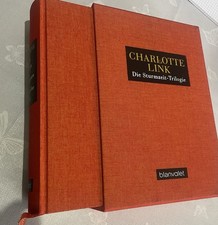 CHARLOTTE
LINK
Die Sturmzeit-Trilogie
blanvalet